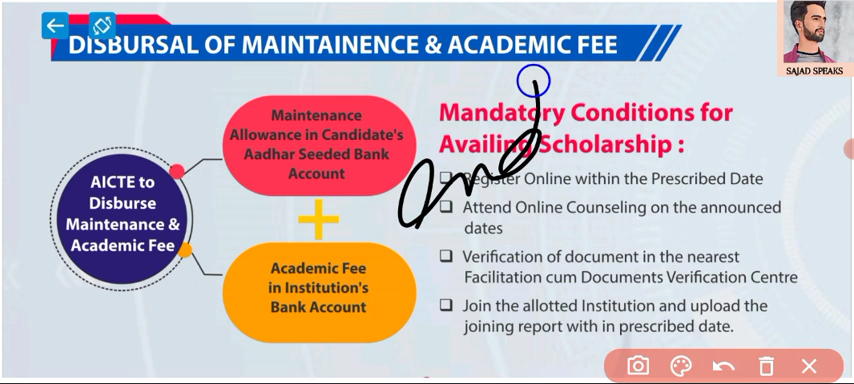 DISBURSAL OF MAINTAINENCE & ACADEMIC FEE
SAJAD SPEAKS
AICTE to
Disburse
Maintenance &
Academic Fee
Maintenance
Allowance in Candidate's
Aadhar Seeded Bank
Account
Academic Fee
in Institution's
Bank Account
Mandatory Conditions for
Availing Scholarship :
Register Online within the Prescribed Date
Attend Online Counseling on the announced
dates
Verification of document in the nearest
Facilitation cum Documents Verification Centre
Join the allotted Institution and upload the
joining report with in prescribed date.
and